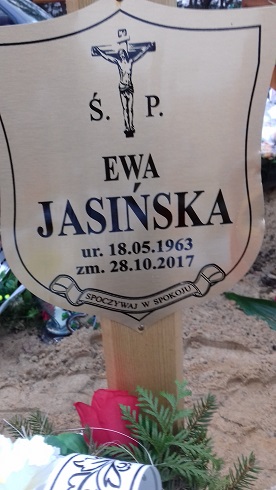 Ś. P.
EWA
JASIŃSKA
ur. 18.05.1963
zm. 28.10.2017
SPOCZYWAJ W SPOKOJU